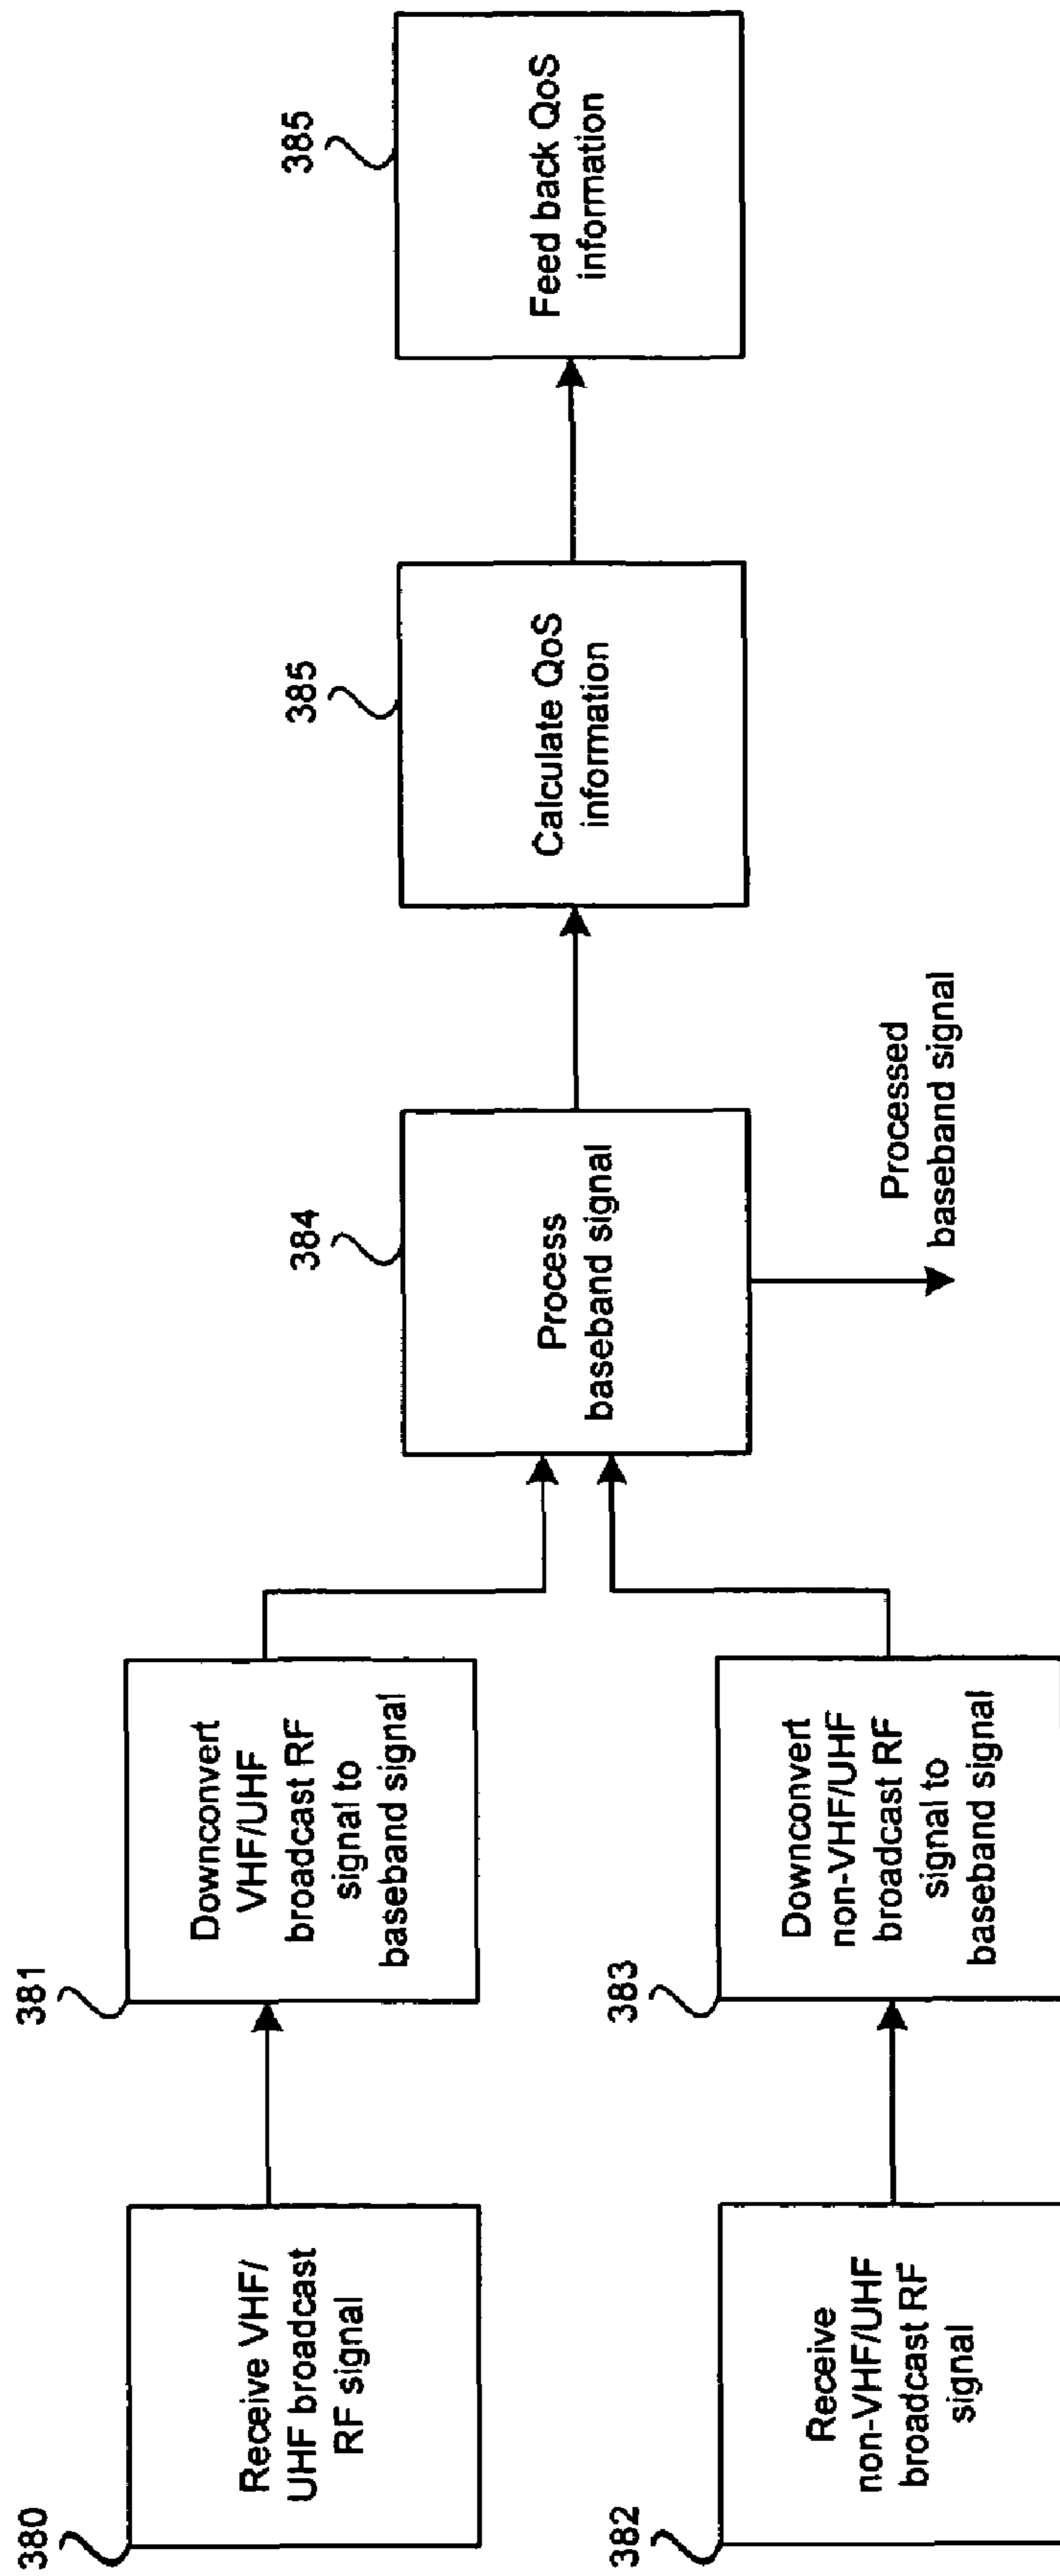 380
Receive VHF/
UHF broadcast
RF signal
381
Downconvert
VHF/UHF
broadcast RF
signal to
baseband signal
382
Receive
non-VHF/UHF
broadcast RF
signal
383
Downconvert
non-VHF/UHF
broadcast RF
signal to
baseband signal
384
Process
baseband signal
Processed
baseband signal
385
Calculate QoS
information
385
Feed back QoS
information